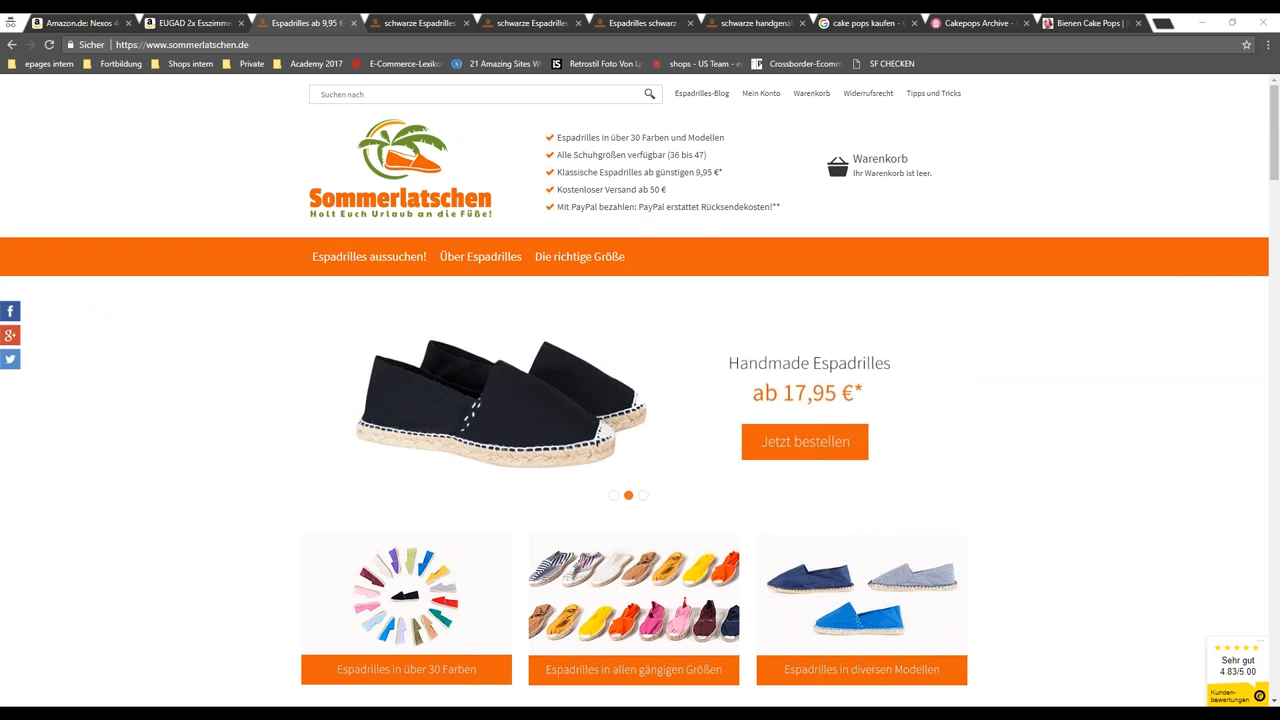 Amazon.de: Nexos 4
EUGAD 2x Esszimme
Espadrilles ab 9,95 €
schwarze Espadrilles
schwarze Espadrilles
Espadrilles schwarz -
schwarze handgenäh
cake pops kaufen - G
Cakepops Archive -
Bienen Cake Pops |
Sicher
https://www.sommerlatschen.de
epages intern
Fortbildung
Shops intern
Private
Academy 2017
E-Commerce-Lexiko
21 Amazing Sites W
Retrostil Foto Von L
shops - US Team - e
Crossborder-Ecomm
SF CHECKEN
Suchen nach
Espadrilles-Blog
Mein Konto
Warenkorb
Widerrufsrecht
Tipps und Tricks
Sommerlatschen
Holt Euch Urlaub an die Füße!
Espadrilles in über 30 Farben und Modellen
Alle Schuhgrößen verfügbar (36 bis 47)
Klassische Espadrilles ab günstigen 9,95 €*
Kostenloser Versand ab 50 €
Mit PayPal bezahlen: PayPal erstattet Rücksendekosten!**
Warenkorb
Ihr Warenkorb ist leer.
Espadrilles aussuchen!
Über Espadrilles
Die richtige Größe
Handmade Espadrilles
ab 17,95 €*
Jetzt bestellen
Espadrilles in über 30 Farben
Espadrilles in allen gängigen Größen
Espadrilles in diversen Modellen
Sehr gut
4.83/5.00
Kunden-
bewertungen